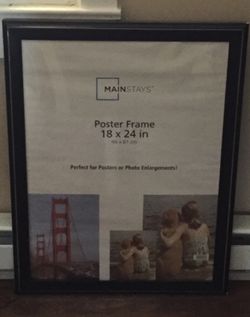 MAINSTAYS
Poster Frame
18 x 24 in
Perfect for Posters or Photo Enlargements!